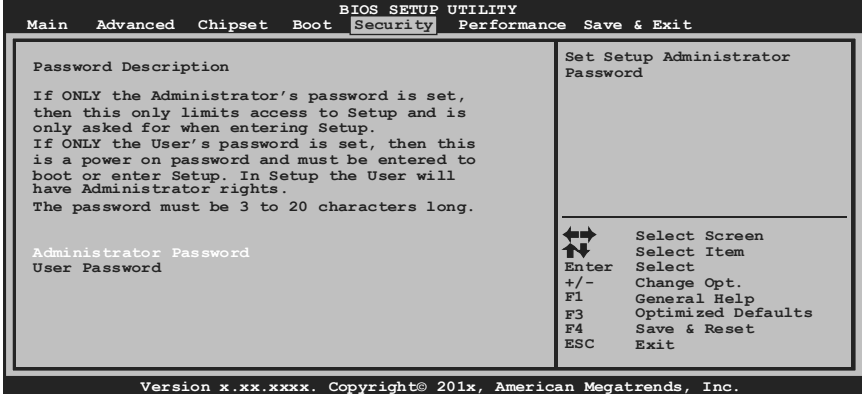 BIOS SETUP UTILITY
Main Advanced Chipset Boot Security Performance Save & Exit
Password Description
If ONLY the Administrator's password is set,
then this only limits access to Setup and is
only asked for when entering Setup.
If ONLY the User's password is set, then this
is a power on password and must be entered to
boot or enter Setup. In Setup the User will
have Administrator rights.
The password must be 3 to 20 characters long.
Administrator Password
User Password
Set Setup Administrator
Password
Select Screen
Select Item
Enter Select
+/- Change Opt.
F1 General Help
F3 Optimized Defaults
F4 Save & Reset
ESC Exit
Version x.xx.xxxx. Copyright© 201x, American Megatrends, Inc.